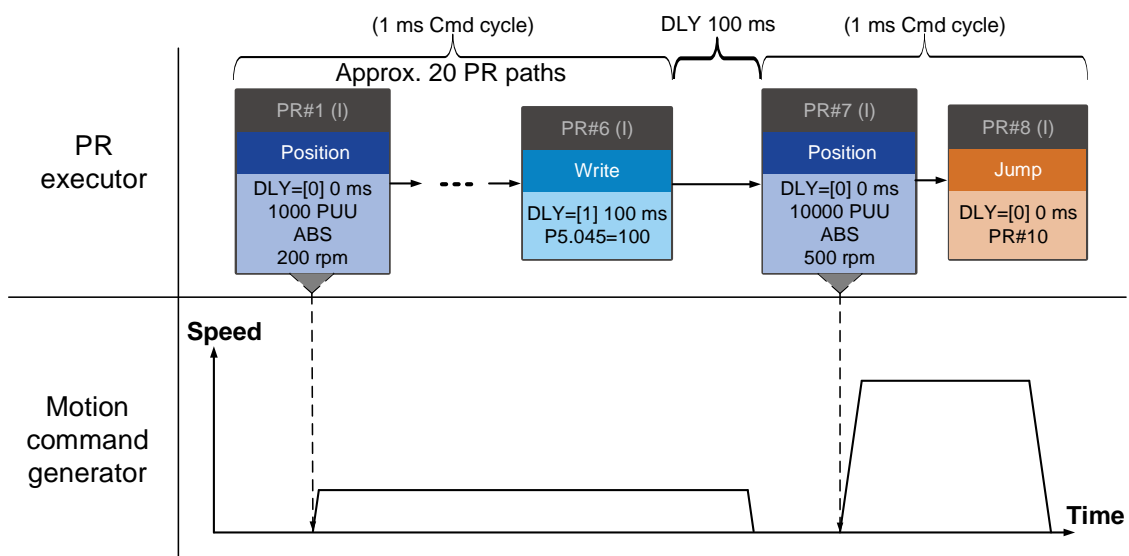 (1 ms Cmd cycle)
DLY 100 ms
(1 ms Cmd cycle)
Approx. 20 PR paths
PR
executor
PR#1 (I)
Position
DLY=[0] 0 ms
1000 PUU
ABS
200 rpm
PR#6 (I)
Write
DLY=[1] 100 ms
P5.045=100
PR#7 (I)
Position
DLY=[0] 0 ms
10000 PUU
ABS
500 rpm
PR#8 (I)
Jump
DLY=[0] 0 ms
PR#10
Motion
command
generator
Speed
Time